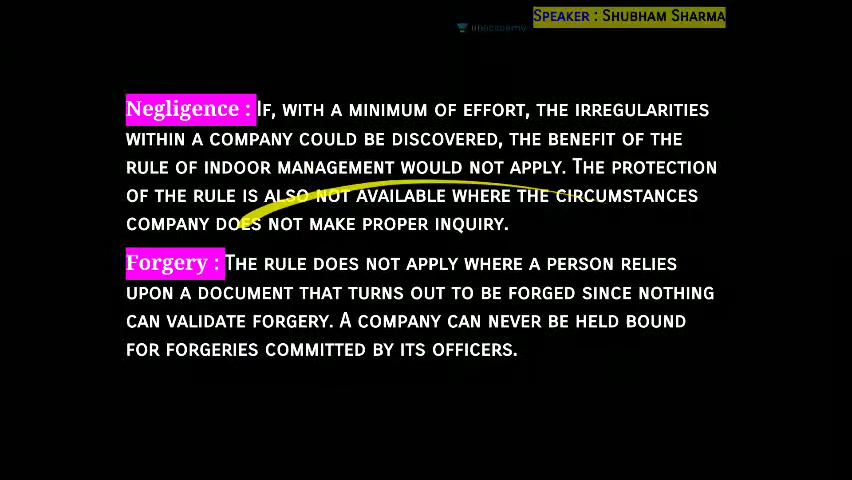 Speaker : Shubham Sharma
unacademy
Negligence : If, with a minimum of effort, the irregularities
within a company could be discovered, the benefit of the
rule of indoor management would not apply. The protection
of the rule is also not available where the circumstances
company does not make proper inquiry.
Forgery : The rule does not apply where a person relies
upon a document that turns out to be forged since nothing
can validate forgery. A company can never be held bound
for forgeries committed by its officers.